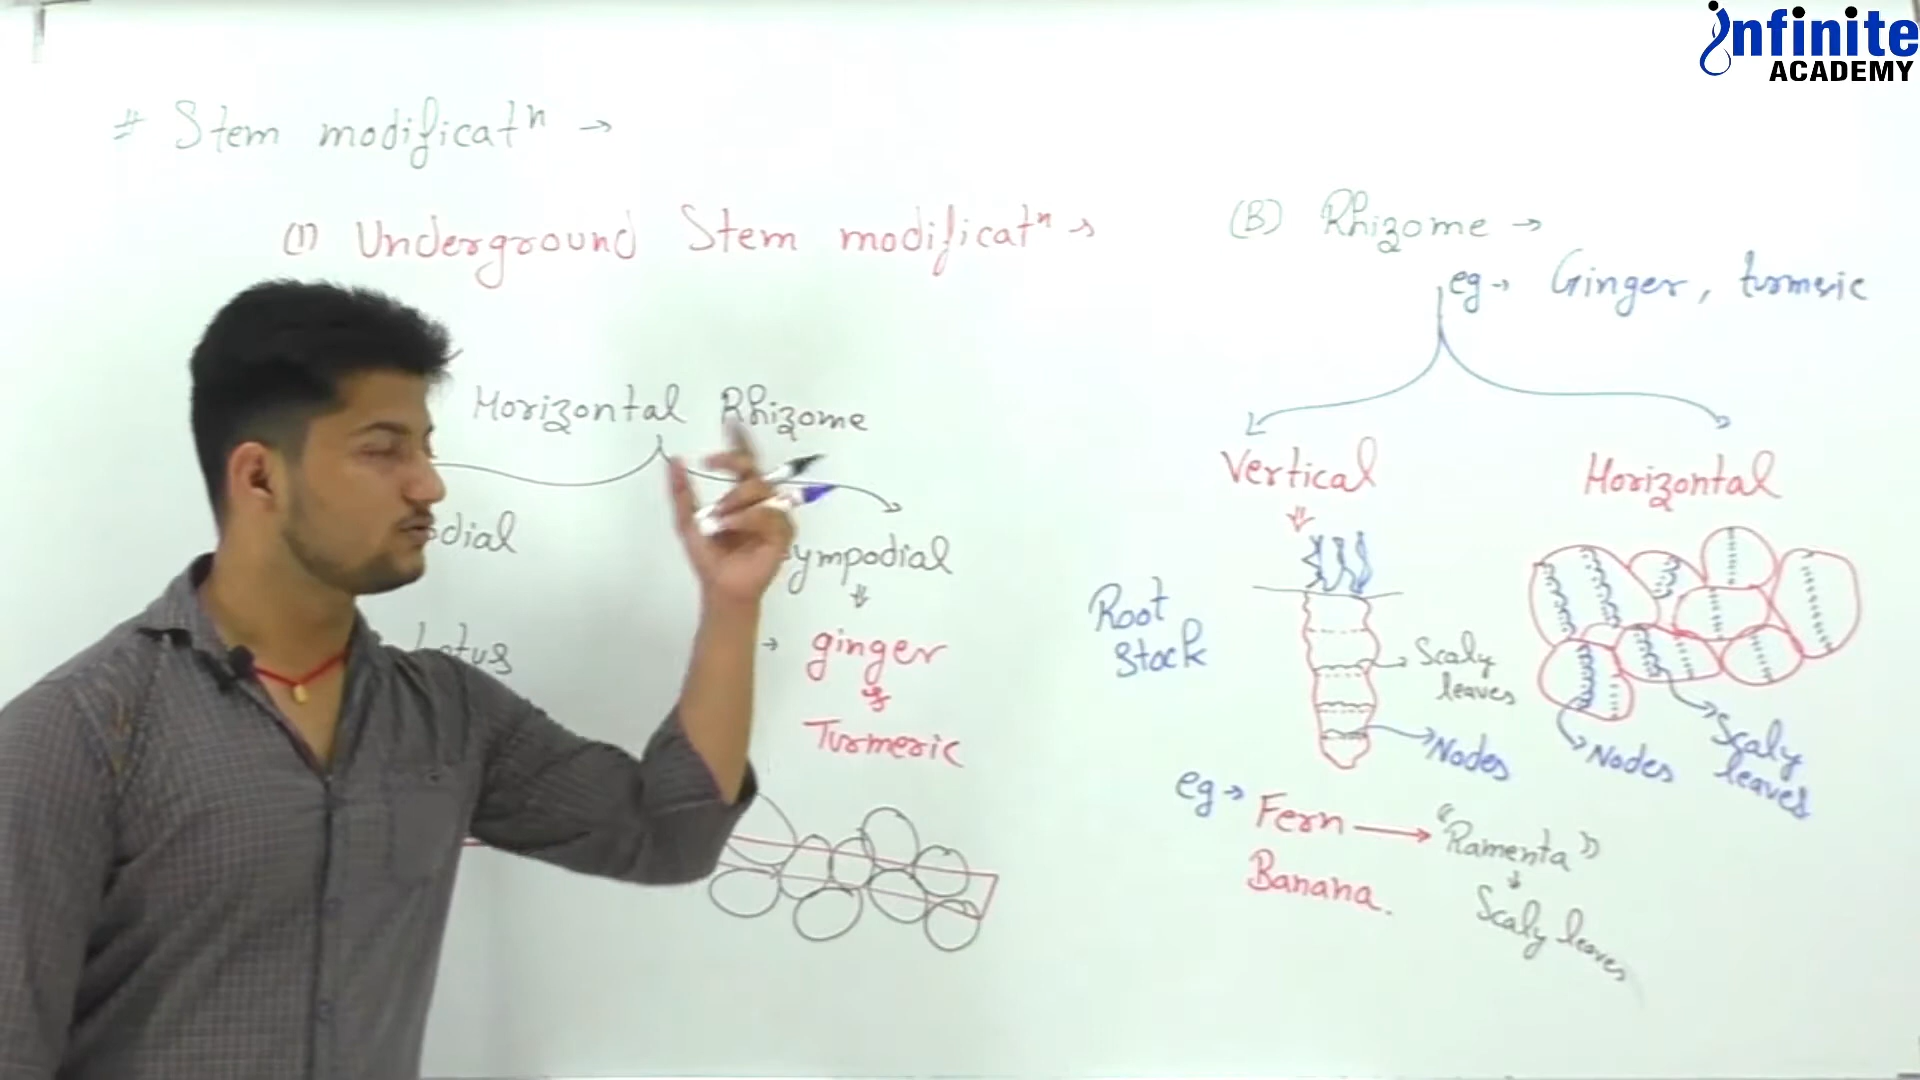 infinite
ACADEMY
# Stem modificatⁿ →
(1) Underground Stem modificatⁿ →
Horizontal Rhizome
odial
ympodial
Lotus
→ ginger
Turmeric
(B) Rhizome →
eg → Ginger, turmeric
Vertical
Horizontal
Root
Stock
Scaly
leaves
Nodes
Nodes
Scaly
leaves
eg → Fern → "Ramenta"
Banana.
Scaly leaves